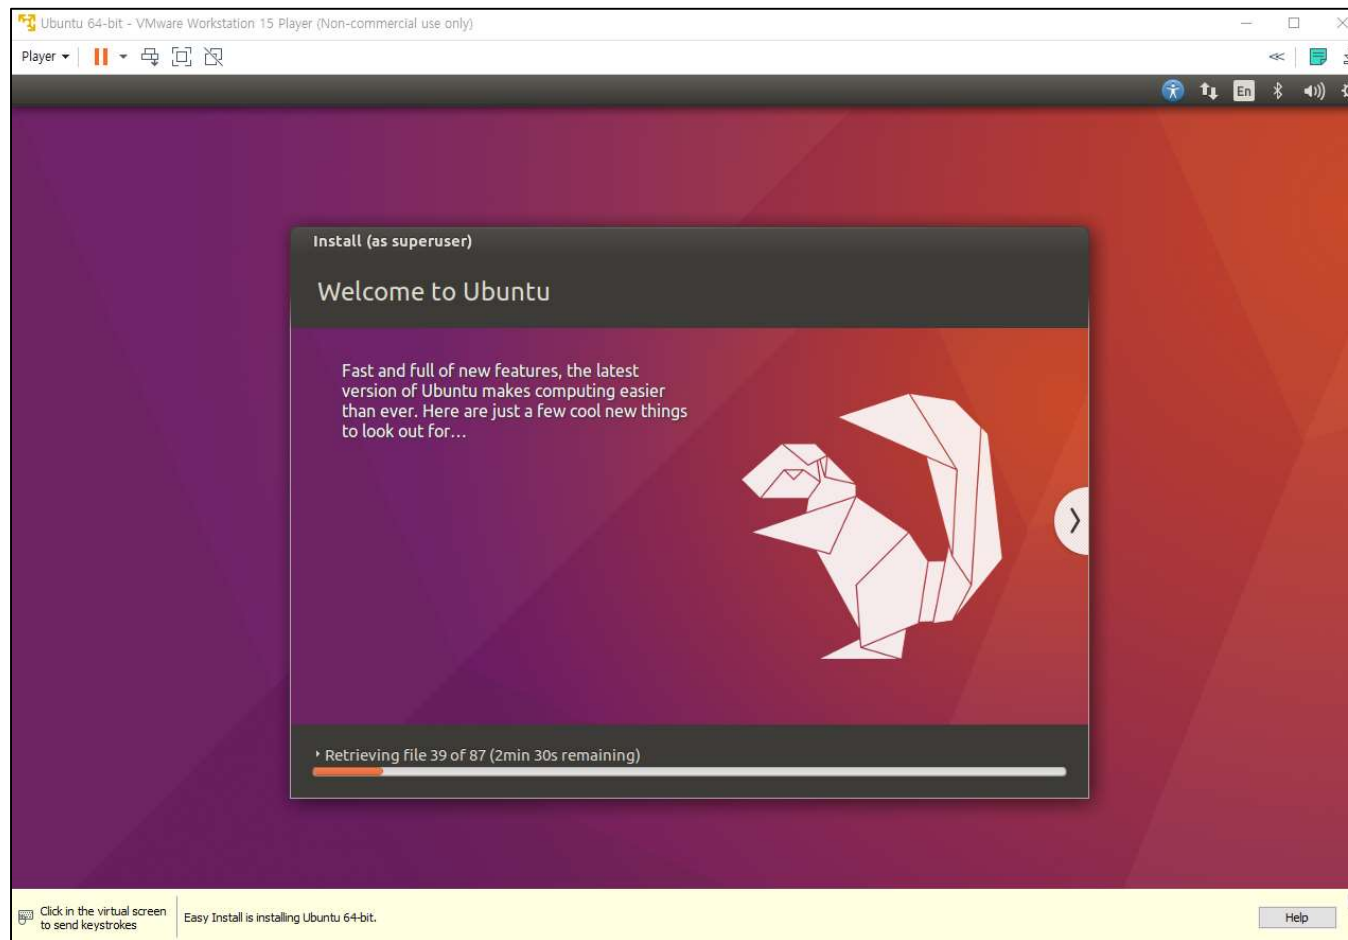 Ubuntu 64-bit - VMware Workstation 15 Player (Non-commercial use only)
Player
En
Install (as superuser)
Welcome to Ubuntu
Fast and full of new features, the latest
version of Ubuntu makes computing easier
than ever. Here are just a few cool new things
to look out for…
Retrieving file 39 of 87 (2min 30s remaining)
Click in the virtual screen
to send keystrokes
Easy Install is installing Ubuntu 64-bit.
Help